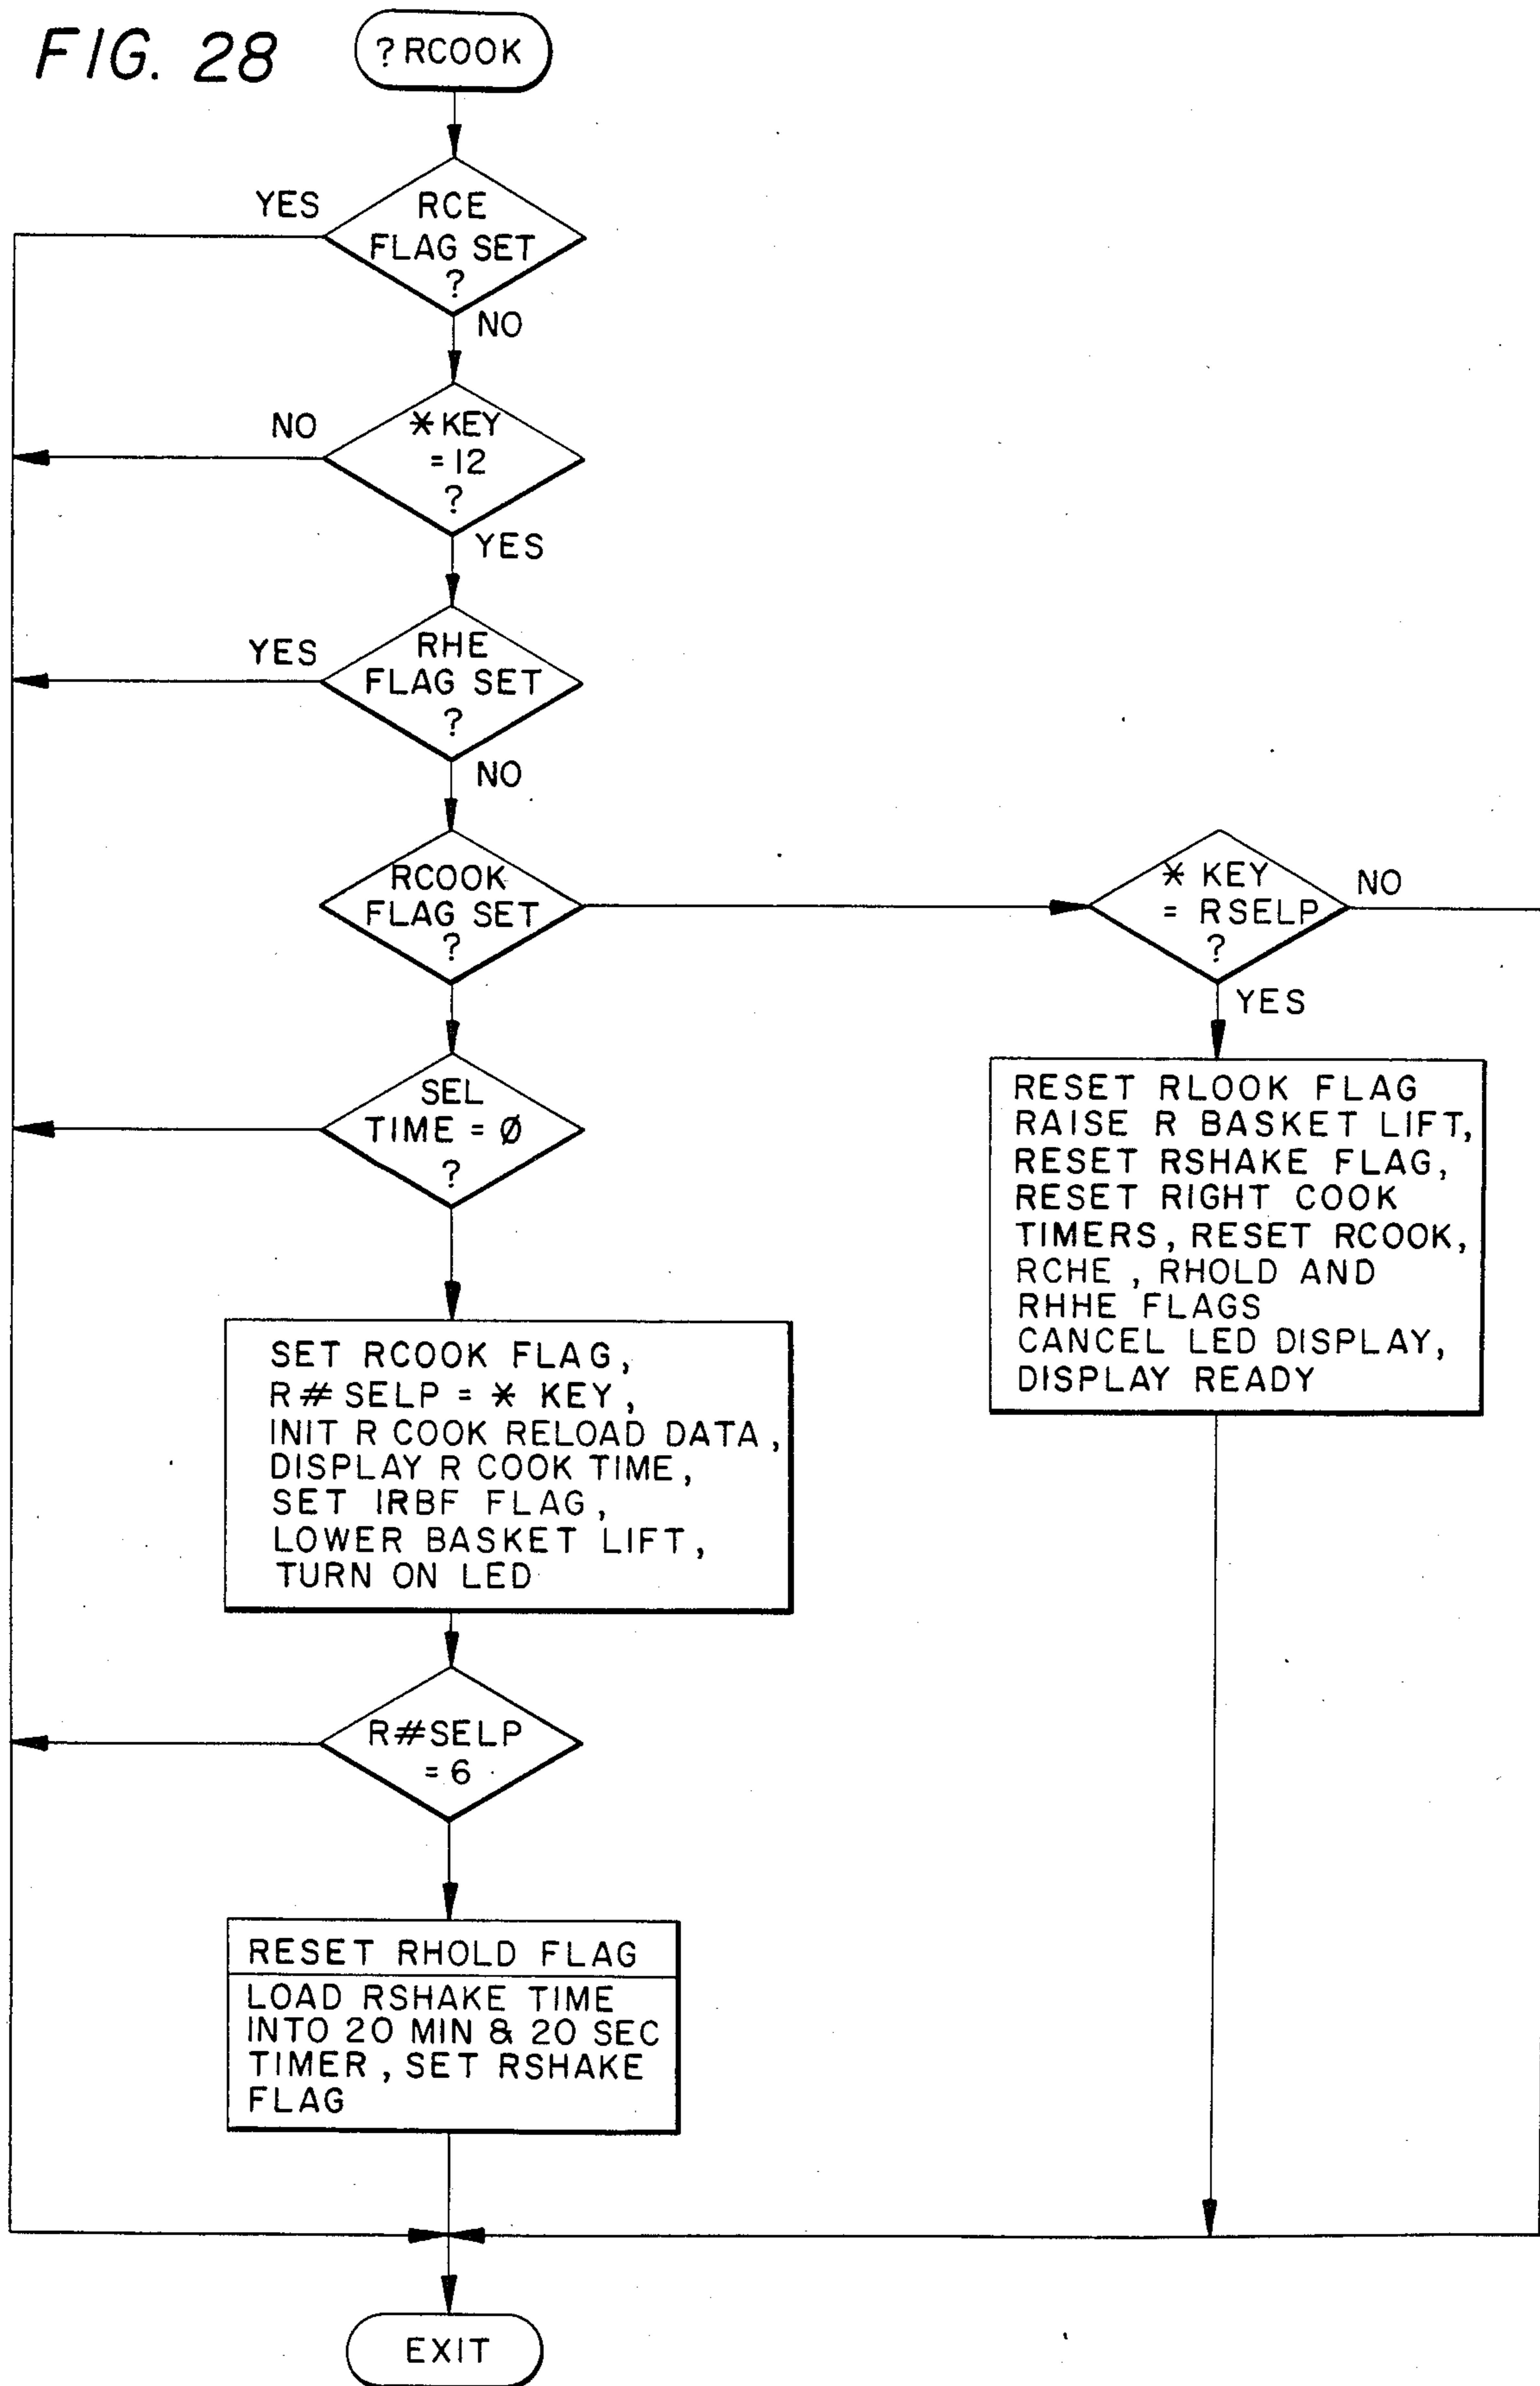 FIG. 28
? RCOOK
YES
RCE
FLAG SET
?
NO
NO
* KEY
= 12
?
YES
YES
RHE
FLAG SET
?
NO
RCOOK
FLAG SET
?
* KEY
= RSELP
?
NO
YES
SEL
TIME = Ø
?
RESET RLOOK FLAG
RAISE R BASKET LIFT,
RESET RSHAKE FLAG,
RESET RIGHT COOK
TIMERS, RESET RCOOK,
RCHE, RHOLD AND
RHHE FLAGS
CANCEL LED DISPLAY,
DISPLAY READY
SET RCOOK FLAG,
R# SELP = * KEY,
INIT R COOK RELOAD DATA,
DISPLAY R COOK TIME,
SET IRBF FLAG,
LOWER BASKET LIFT,
TURN ON LED
R#SELP
= 6
RESET RHOLD FLAG
LOAD RSHAKE TIME
INTO 20 MIN & 20 SEC
TIMER, SET RSHAKE
FLAG
EXIT